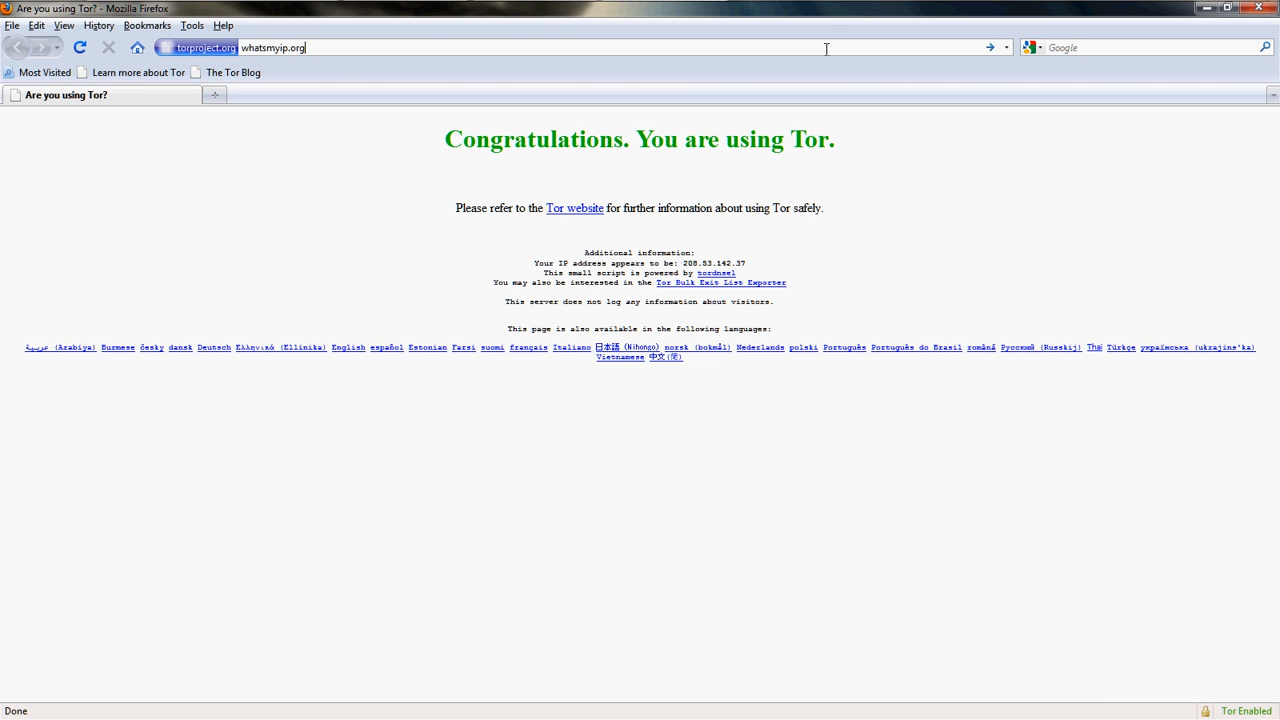 Are you using Tor? - Mozilla Firefox
File Edit View History Bookmarks Tools Help
torproject.org whatsmyip.org Google
Most Visited Learn more about Tor The Tor Blog
Are you using Tor?
Congratulations. You are using Tor.
Please refer to the Tor website for further information about using Tor safely.
Additional information:
Your IP address appears to be: 208.53.142.37
This small script is powered by tordnsel
You may also be interested in the Tor Bulk Exit List Exporter
This server does not log any information about visitors.
This page is also available in the following languages:
عربية (Arabiya) Burmese česky dansk Deutsch Ελληνικά (Ellinika) English español Estonian Farsi suomi français Italiano 日本語 (Nihongo) norsk (bokmål) Nederlands polski Português Português do Brasil română Русский (Russkij) Thai Türkçe українська (ukrajins'ka)
Vietnamese 中文(简)
Done Tor Enabled